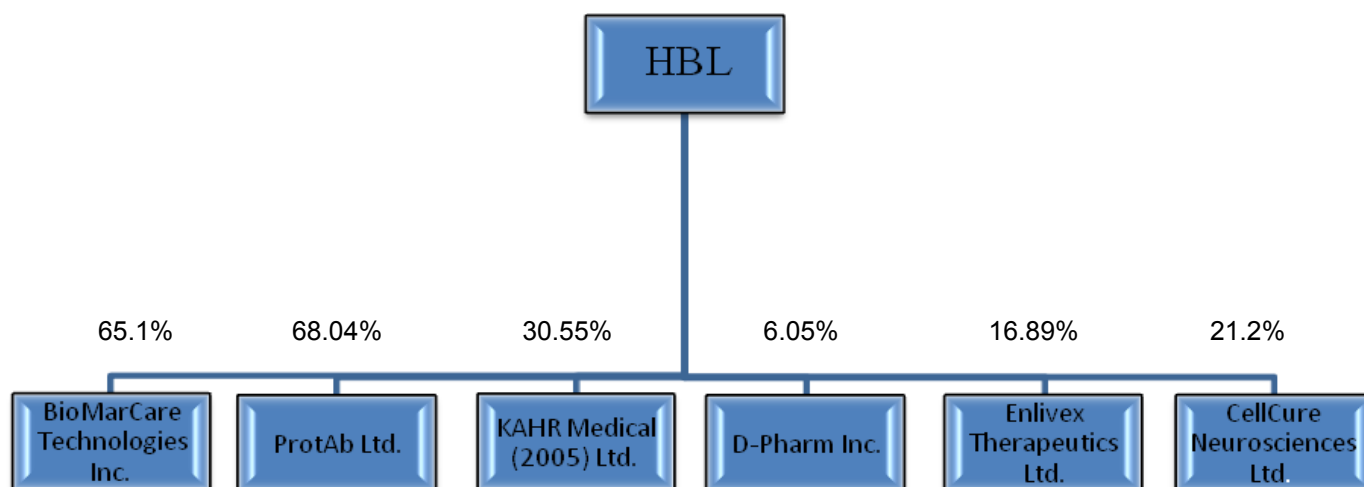 HBL
65.1%
68.04%
30.55%
6.05%
16.89%
21.2%
BioMarCare
Technologies
Inc.
ProtAb Ltd.
KAHR Medical
(2005) Ltd.
D-Pharm Inc.
Enlivex
Therapeutics
Ltd.
CellCure
Neurosciences
Ltd.